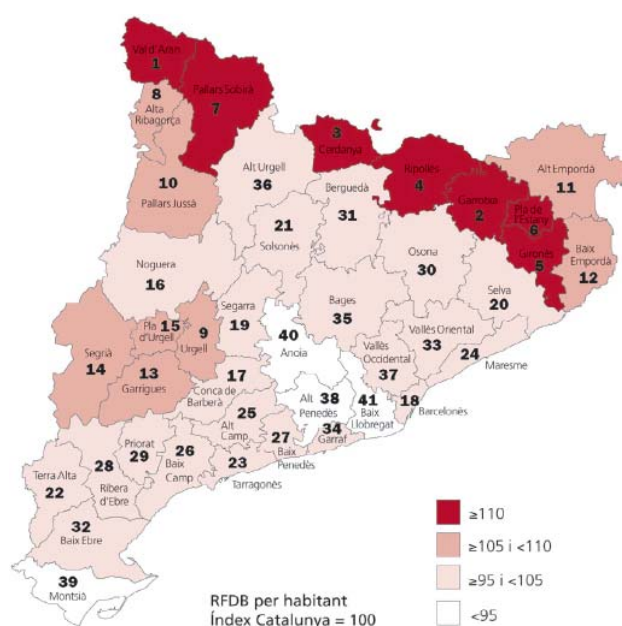 Val d'Aran
1
Pallars Sobirà
7
8
Alta
Ribagorça
3
Cerdanya
Ripollès
4
Garrotxa
2
Pla de
l'Estany
6
Alt Empordà
11
Gironès
5
Baix
Empordà
12
10
Pallars Jussà
Alt Urgell
36
Berguedà
31
21
Solsonès
Osona
30
Selva
20
Noguera
16
Segarra
19
Bages
35
40
Anoia
Vallès Oriental
33
Vallès
Occidental
37
24
Maresme
Pla 15
d'Urgell
9
Urgell
Segrià
14
13
Garrigues
17
Conca de
Barberà
Alt 38
Penedès
41
Baix
Llobregat
18
Barcelonès
25
Alt
Camp
34
Garraf
27
Baix
Penedès
Priorat
29
26
Baix
Camp
23
Tarragonès
28
Ribera
d'Ebre
Terra Alta
22
32
Baix Ebre
39
Montsià
RFDB per habitant
Índex Catalunya = 100
≥110
≥105 i <110
≥95 i <105
<95